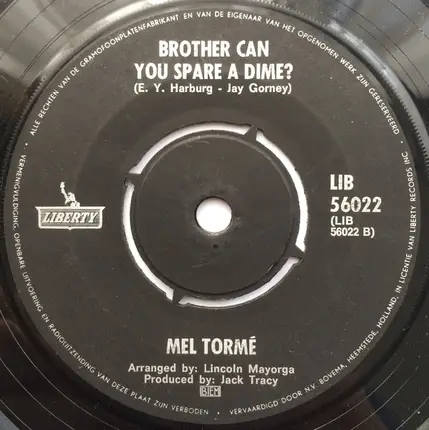 BROTHER CAN
YOU SPARE A DIME?
(E. Y. Harburg - Jay Gorney)
LIBERTY
LIB
56022
(LIB
56022 B)
MEL TORMÉ
Arranged by: Lincoln Mayorga
Produced by: Jack Tracy
BIEM
ALLE RECHTEN VAN DE GRAMOFOONPLATENFABRIKANT EN VAN DE EIGENAAR VAN HET OPGENOMEN WERK ZIJN GERESERVEERD
VERMENIGVULDIGING, OPENBARE UITVOERING EN RADIOUITZENDING VAN DEZE PLAAT ZIJN VERBODEN • VERVAARDIGD DOOR N.V. BOVEMA, HEEMSTEDE, HOLLAND, IN LICENTIE VAN LIBERTY RECORDS INC.